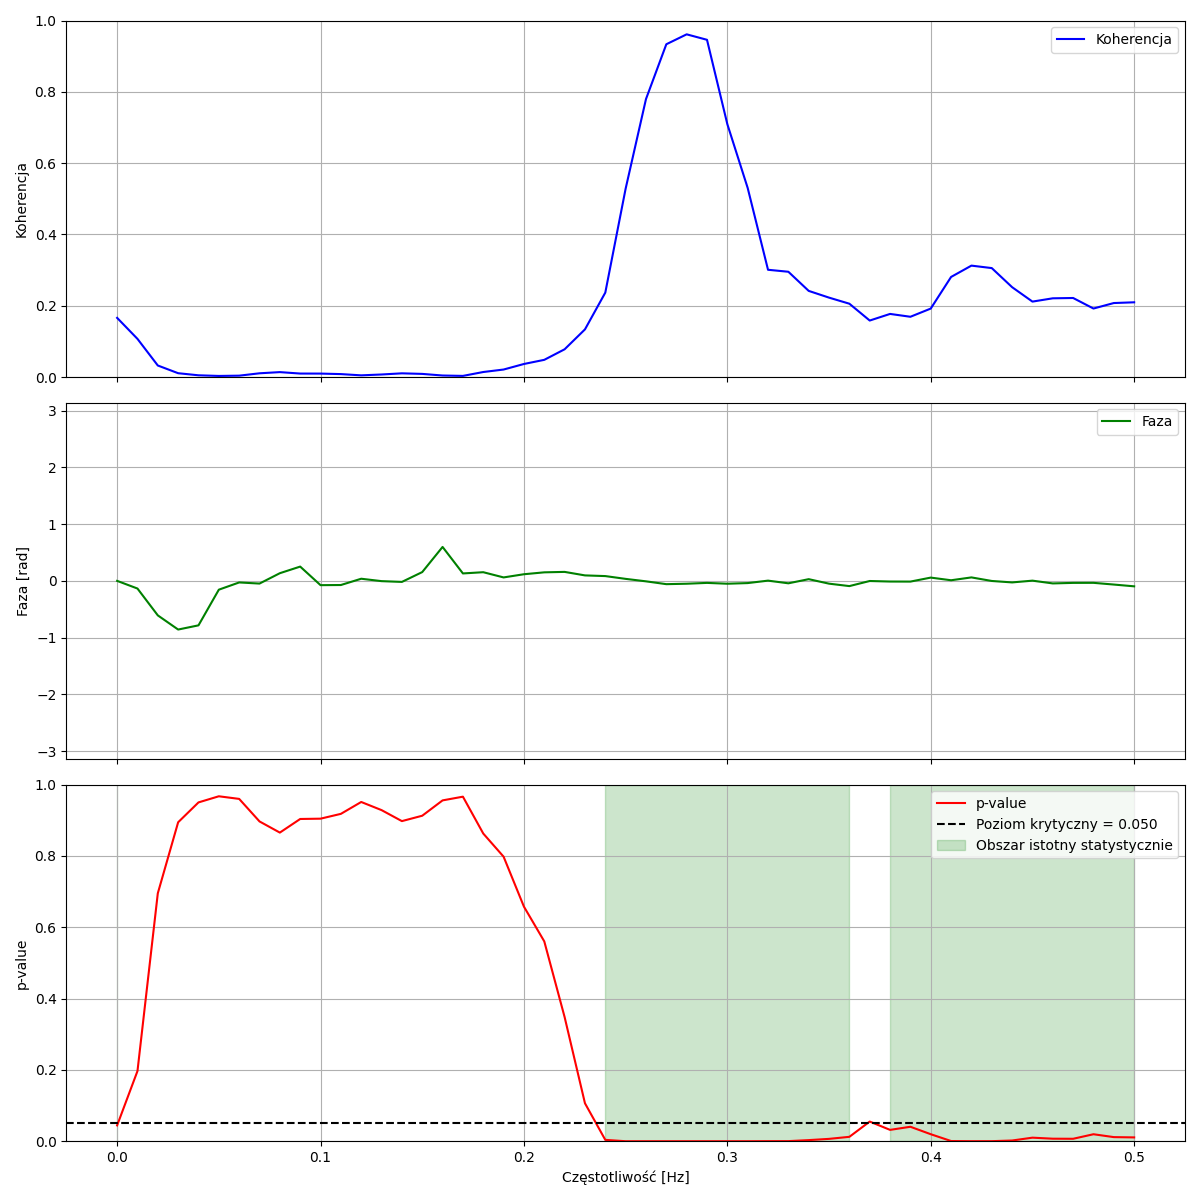 1.0
0.8
0.6
0.4
0.2
0.0
Koherencja
Koherencja
3
2
1
0
−1
−2
−3
Faza [rad]
Faza
1.0
0.8
0.6
0.4
0.2
0.0
p-value
p-value
Poziom krytyczny = 0.050
Obszar istotny statystycznie
0.0 0.1 0.2 0.3 0.4 0.5
Częstotliwość [Hz]